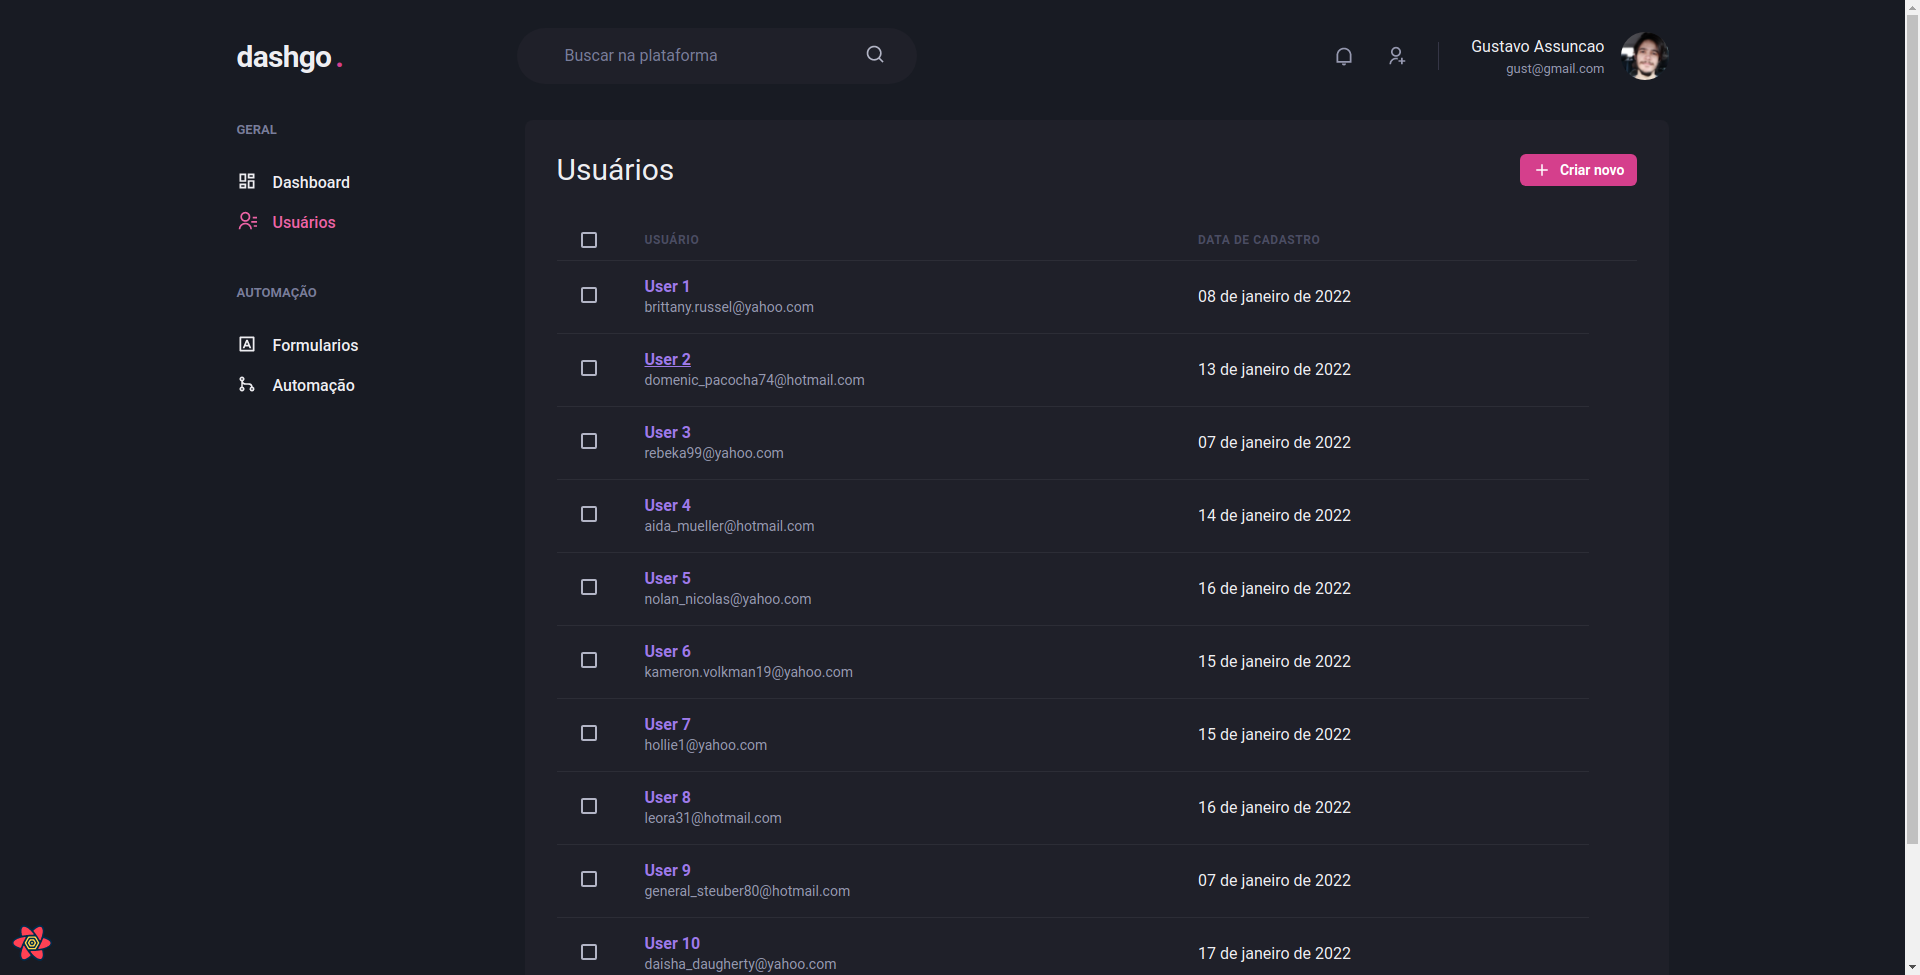 dashgo.
Buscar na plataforma
Gustavo Assuncao
gust@gmail.com
GERAL
Dashboard
Usuários
AUTOMAÇÃO
Formularios
Automação
Usuários
Criar novo
USUÁRIO DATA DE CADASTRO
User 1
brittany.russel@yahoo.com
08 de janeiro de 2022
User 2
domenic_pacocha74@hotmail.com
13 de janeiro de 2022
User 3
rebeka99@yahoo.com
07 de janeiro de 2022
User 4
aida_mueller@hotmail.com
14 de janeiro de 2022
User 5
nolan_nicolas@yahoo.com
16 de janeiro de 2022
User 6
kameron.volkman19@yahoo.com
15 de janeiro de 2022
User 7
hollie1@yahoo.com
15 de janeiro de 2022
User 8
leora31@hotmail.com
16 de janeiro de 2022
User 9
general_steuber80@hotmail.com
07 de janeiro de 2022
User 10
daisha_daugherty@yahoo.com
17 de janeiro de 2022